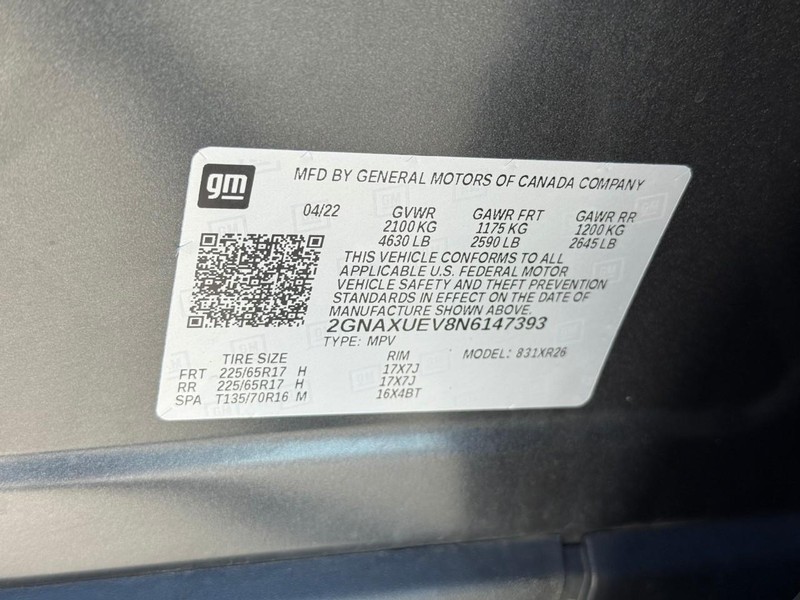 gm
MFD BY GENERAL MOTORS OF CANADA COMPANY
04/22 GVWR GAWR FRT GAWR RR
2100 KG 1175 KG 1200 KG
4630 LB 2590 LB 2645 LB
THIS VEHICLE CONFORMS TO ALL
APPLICABLE U.S. FEDERAL MOTOR
VEHICLE SAFETY AND THEFT PREVENTION
STANDARDS IN EFFECT ON THE DATE OF
MANUFACTURE SHOWN ABOVE.
2GNAXUEV8N6147393
TYPE: MPV MODEL: 831XR26
TIRE SIZE RIM
FRT 225/65R17 H 17X7J
RR 225/65R17 H 17X7J
SPA T135/70R16 M 16X4BT